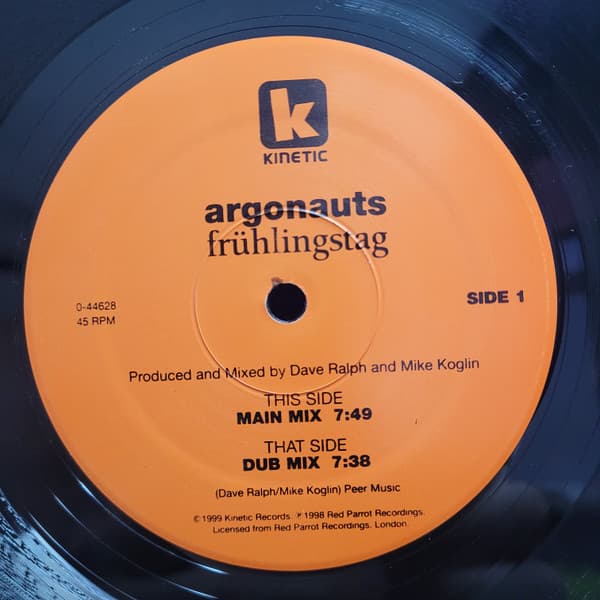 k
KINETIC
argonauts
frühlingstag
0-44628
45 RPM
SIDE 1
Produced and Mixed by Dave Ralph and Mike Koglin
THIS SIDE
MAIN MIX 7:49
THAT SIDE
DUB MIX 7:38
(Dave Ralph/Mike Koglin) Peer Music
© 1999 Kinetic Records. ℗ 1998 Red Parrot Recordings.
Licensed from Red Parrot Recordings, London.